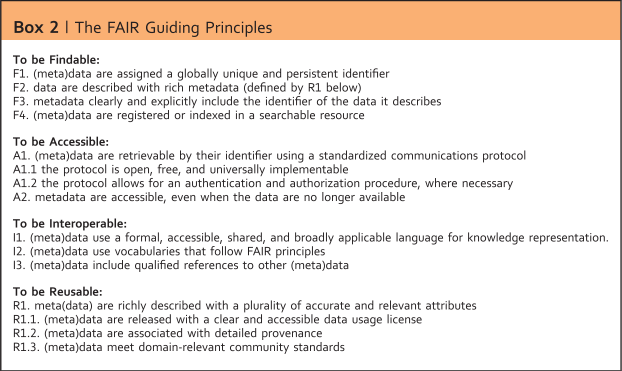 Box 2 | The FAIR Guiding Principles
To be Findable:
F1. (meta)data are assigned a globally unique and persistent identifier
F2. data are described with rich metadata (defined by R1 below)
F3. metadata clearly and explicitly include the identifier of the data it describes
F4. (meta)data are registered or indexed in a searchable resource
To be Accessible:
A1. (meta)data are retrievable by their identifier using a standardized communications protocol
A1.1 the protocol is open, free, and universally implementable
A1.2 the protocol allows for an authentication and authorization procedure, where necessary
A2. metadata are accessible, even when the data are no longer available
To be Interoperable:
I1. (meta)data use a formal, accessible, shared, and broadly applicable language for knowledge representation.
I2. (meta)data use vocabularies that follow FAIR principles
I3. (meta)data include qualified references to other (meta)data
To be Reusable:
R1. meta(data) are richly described with a plurality of accurate and relevant attributes
R1.1. (meta)data are released with a clear and accessible data usage license
R1.2. (meta)data are associated with detailed provenance
R1.3. (meta)data meet domain-relevant community standards